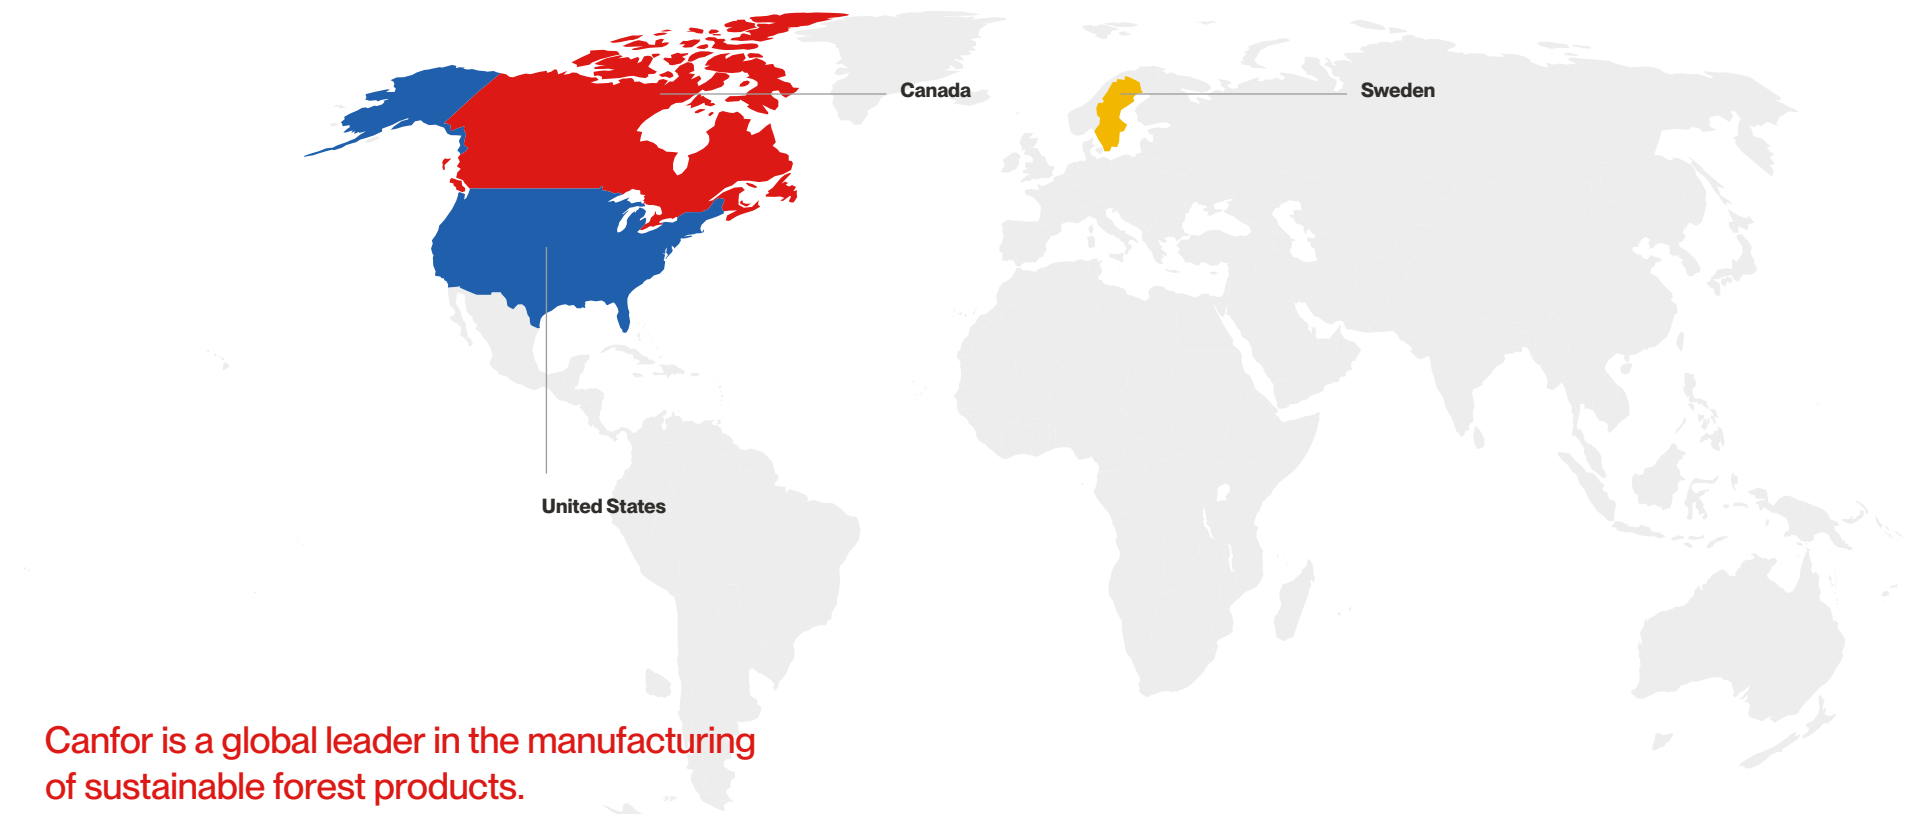 Canada
Sweden
United States
Canfor is a global leader in the manufacturing
of sustainable forest products.